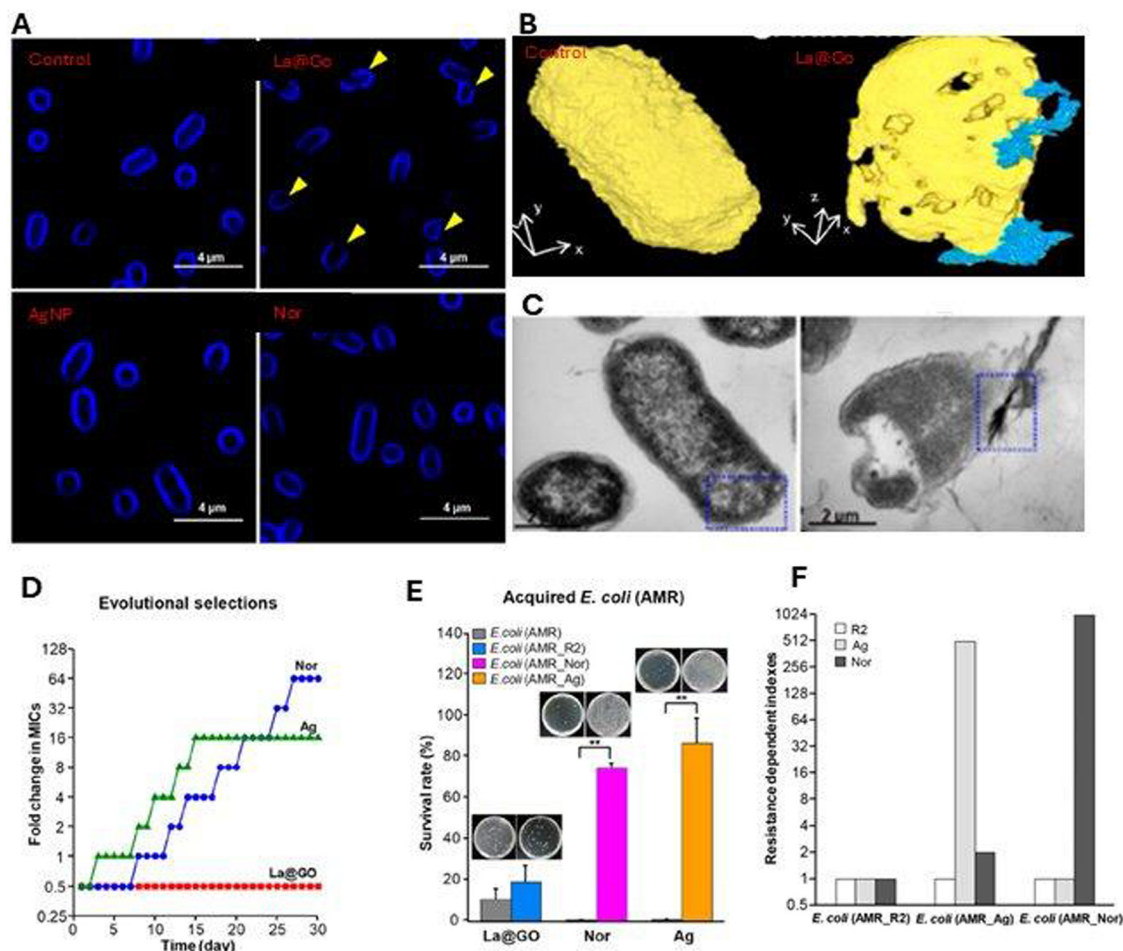 A
Control
La@Go
4 µm
4 µm
AgNP
Nor
4 µm
4 µm
B
Control
La@Go
y
x
z
y
x
C
2 µm
D
Evolutional selections
Fold change in MICs
128
64
32
16
8
4
2
1
0.5
0.25
0
5
10
15
20
25
30
Time (day)
Nor
Ag
La@GO
E
Acquired E. coli (AMR)
Survival rate (%)
140
120
100
80
60
40
20
0
E.coli (AMR)
E.coli (AMR_R2)
E.coli (AMR_Nor)
E.coli (AMR_Ag)
**
**
La@GO
Nor
Ag
F
Resistance dependent indexes
1024
512
256
128
64
32
16
8
4
2
1
0.5
R2
Ag
Nor
E. coli (AMR_R2)
E. coli (AMR_Ag)
E. coli (AMR_Nor)